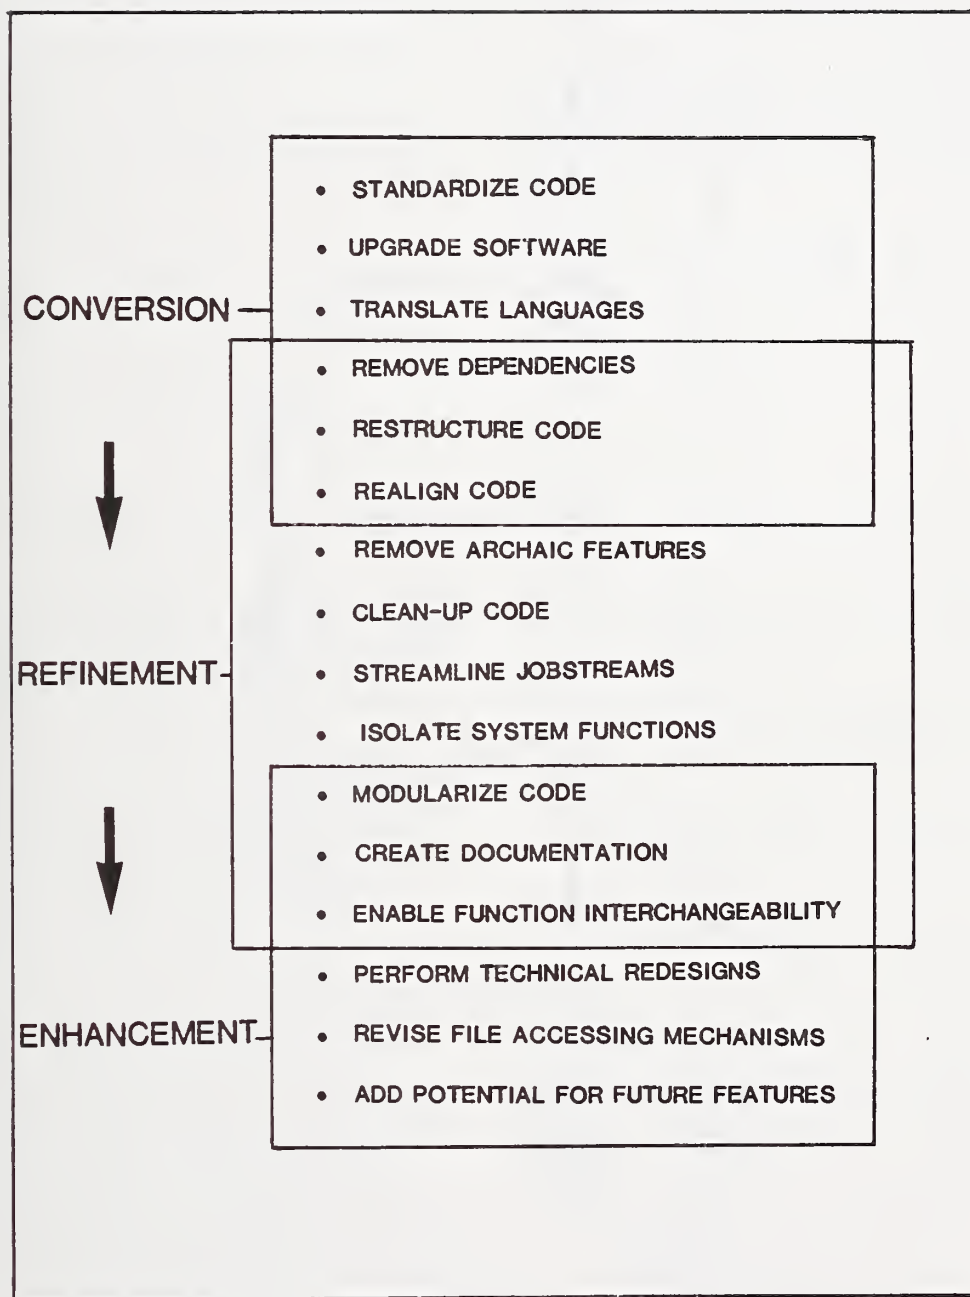 • STANDARDIZE CODE
• UPGRADE SOFTWARE
CONVERSION
• TRANSLATE LANGUAGES
• REMOVE DEPENDENCIES
• RESTRUCTURE CODE
• REALIGN CODE
• REMOVE ARCHAIC FEATURES
• CLEAN-UP CODE
REFINEMENT
• STREAMLINE JOBSTREAMS
• ISOLATE SYSTEM FUNCTIONS
• MODULARIZE CODE
• CREATE DOCUMENTATION
• ENABLE FUNCTION INTERCHANGEABILITY
• PERFORM TECHNICAL REDESIGNS
ENHANCEMENT
• REVISE FILE ACCESSING MECHANISMS
• ADD POTENTIAL FOR FUTURE FEATURES